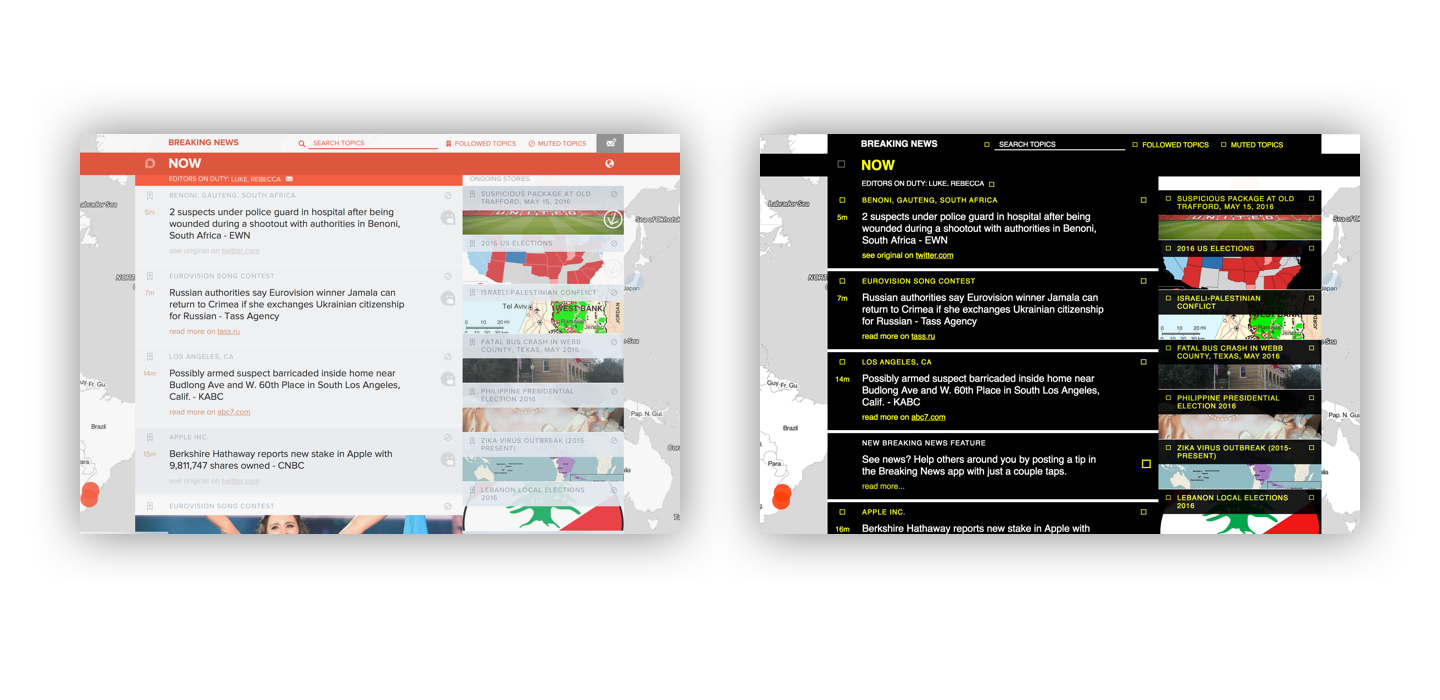 BREAKING NEWS
SEARCH TOPICS
FOLLOWED TOPICS
MUTED TOPICS
NOW
EDITORS ON DUTY: LUKE, REBECCA
BENONI, GAUTENG, SOUTH AFRICA
5m
2 suspects under police guard in hospital after being
wounded during a shootout with authorities in Benoni,
South Africa - EWN
see original on twitter.com
EUROVISION SONG CONTEST
7m
Russian authorities say Eurovision winner Jamala can
return to Crimea if she exchanges Ukrainian citizenship
for Russian - Tass Agency
read more on tass.ru
LOS ANGELES, CA
14m
Possibly armed suspect barricaded inside home near
Budlong Ave and W. 60th Place in South Los Angeles,
Calif. - KABC
read more on abc7.com
APPLE INC.
15m
Berkshire Hathaway reports new stake in Apple with
9,811,747 shares owned - CNBC
see original on twitter.com
EUROVISION SONG CONTEST
ONGOING STORIES
SUSPICIOUS PACKAGE AT OLD
TRAFFORD, MAY 15, 2016
UNITED
2016 US ELECTIONS
ISRAELI-PALESTINIAN CONFLICT
Tel Aviv
WEST BANK
JORDAN
Ramallah
0 10 20 mi
FATAL BUS CRASH IN WEBB
COUNTY, TEXAS, MAY 2016
PHILIPPINE PRESIDENTIAL
ELECTION 2016
ZIKA VIRUS OUTBREAK (2015-
PRESENT)
LEBANON LOCAL ELECTIONS
2016
Labrador Sea
Sea of Okhotsk
Japan
Fr. Gu
Pap. N. Gui
Brazil
BREAKING NEWS
SEARCH TOPICS
FOLLOWED TOPICS
MUTED TOPICS
NOW
EDITORS ON DUTY: LUKE, REBECCA
BENONI, GAUTENG, SOUTH AFRICA
5m
2 suspects under police guard in hospital after being
wounded during a shootout with authorities in Benoni,
South Africa - EWN
see original on twitter.com
EUROVISION SONG CONTEST
7m
Russian authorities say Eurovision winner Jamala can
return to Crimea if she exchanges Ukrainian citizenship
for Russian - Tass Agency
read more on tass.ru
LOS ANGELES, CA
14m
Possibly armed suspect barricaded inside home near
Budlong Ave and W. 60th Place in South Los Angeles,
Calif. - KABC
read more on abc7.com
NEW BREAKING NEWS FEATURE
See news? Help others around you by posting a tip in
the Breaking News app with just a couple taps.
read more...
APPLE INC.
16m
Berkshire Hathaway reports new stake in Apple with
SUSPICIOUS PACKAGE AT OLD
TRAFFORD, MAY 15, 2016
2016 US ELECTIONS
ISRAELI-PALESTINIAN
CONFLICT
WEST BANK
FATAL BUS CRASH IN WEBB
COUNTY, TEXAS, MAY 2016
PHILIPPINE PRESIDENTIAL
ELECTION 2016
ZIKA VIRUS OUTBREAK (2015-
PRESENT)
LEBANON LOCAL ELECTIONS
2016
Labrador Sea
Guy Fr. Gu.
Brazil
Para.